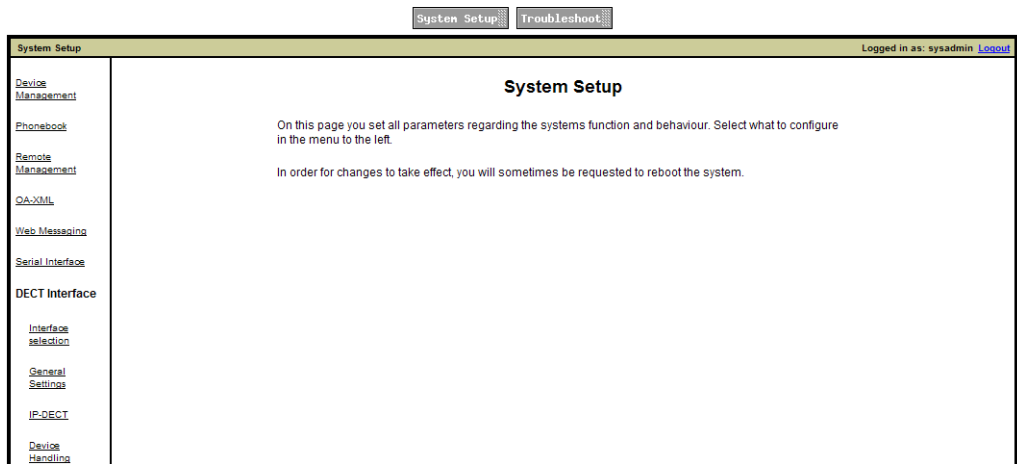 System Setup Troubleshoot
System Setup Logged in as: sysadmin Logout
Device
Management
Phonebook
Remote
Management
OA-XML
Web Messaging
Serial Interface
DECT Interface
Interface
selection
General
Settings
IP-DECT
Device
Handling
System Setup
On this page you set all parameters regarding the systems function and behaviour. Select what to configure
in the menu to the left.
In order for changes to take effect, you will sometimes be requested to reboot the system.